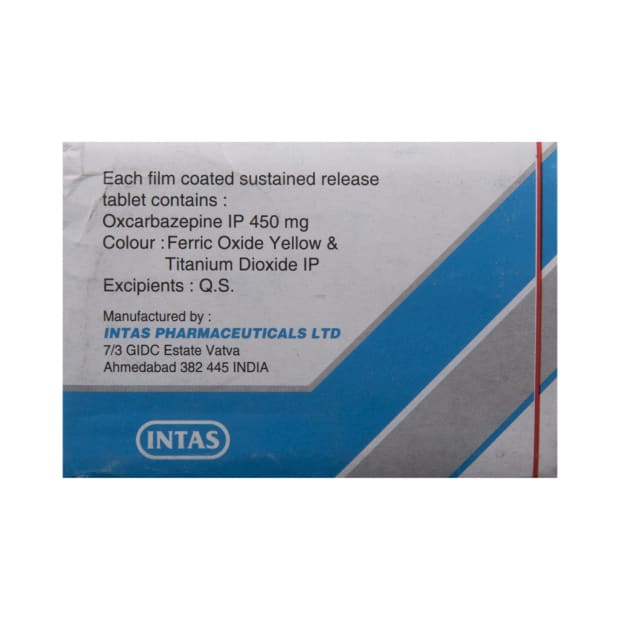 Each film coated sustained release
tablet contains :
Oxcarbazepine IP 450 mg
Colour : Ferric Oxide Yellow &
Titanium Dioxide IP
Excipients : Q.S.
Manufactured by :
INTAS PHARMACEUTICALS LTD
7/3 GIDC Estate Vatva
Ahmedabad 382 445 INDIA
INTAS